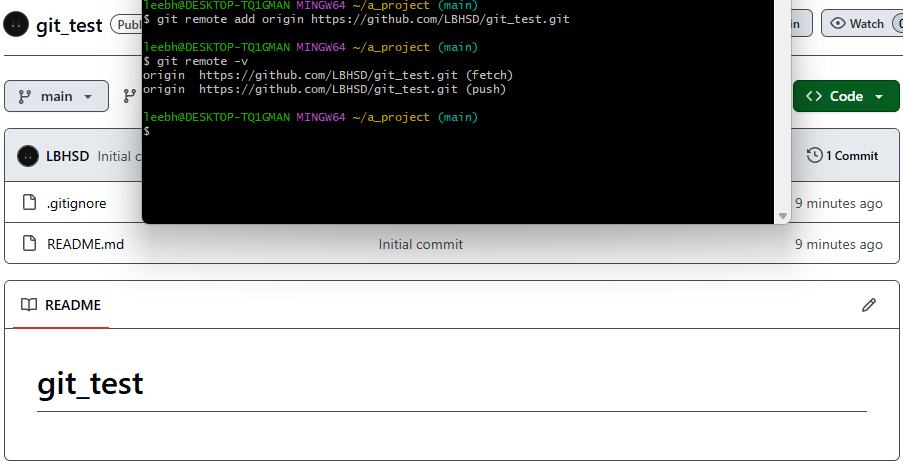 git_test
leebh@DESKTOP-TQ1GMAN MINGW64 ~/a_project (main)
$ git remote add origin https://github.com/LBHSD/git_test.git
leebh@DESKTOP-TQ1GMAN MINGW64 ~/a_project (main)
$ git remote -v
origin  https://github.com/LBHSD/git_test.git (fetch)
origin  https://github.com/LBHSD/git_test.git (push)
leebh@DESKTOP-TQ1GMAN MINGW64 ~/a_project (main)
$
Watch
main
Code
LBHSD Initial c
1 Commit
.gitignore
9 minutes ago
README.md Initial commit 9 minutes ago
README
git_test